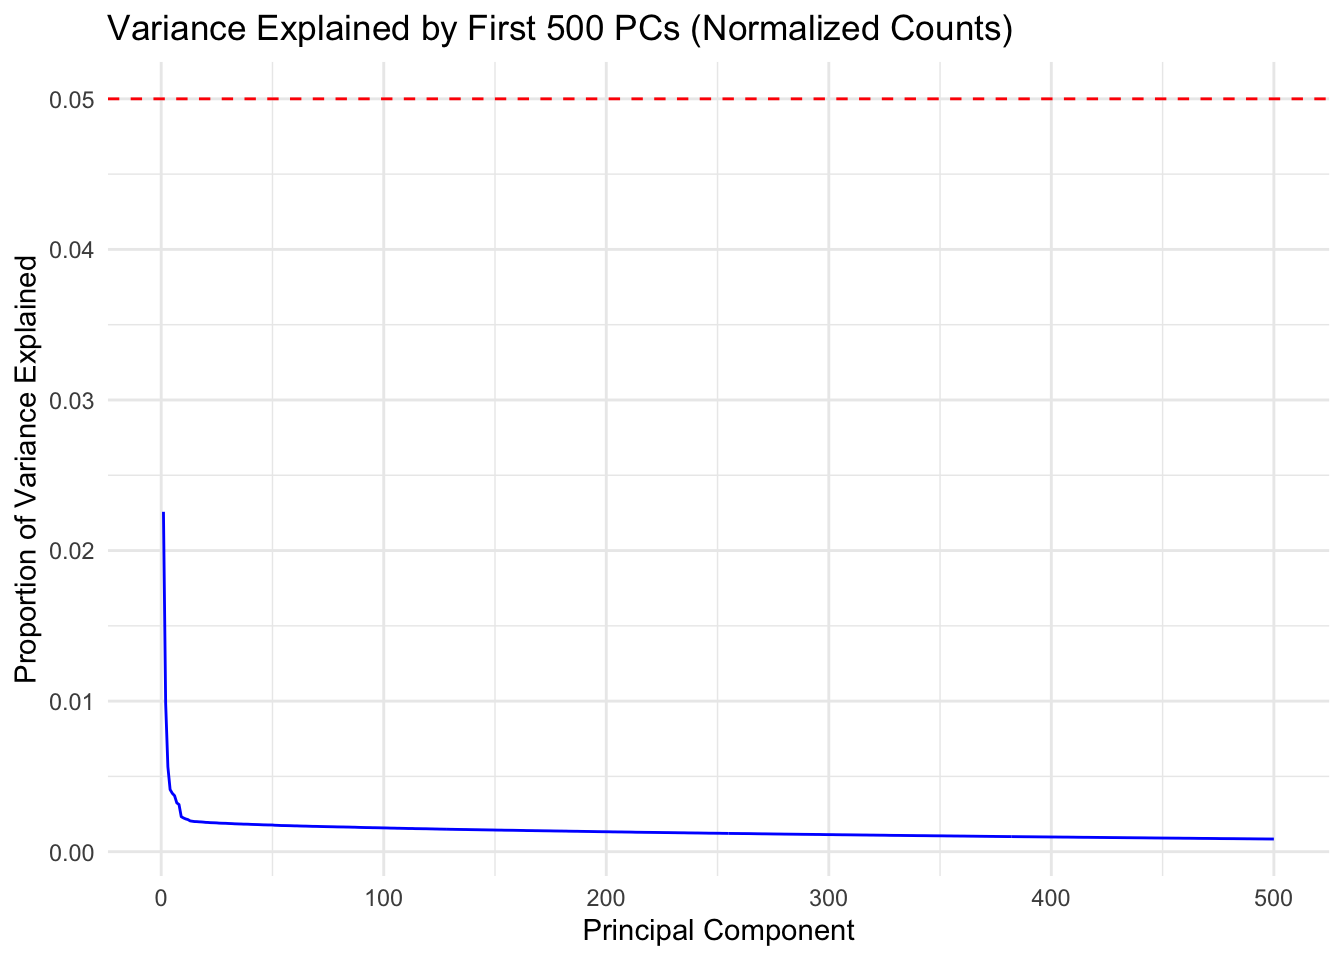 Variance Explained by First 500 PCs (Normalized Counts)
Proportion of Variance Explained
0.05
0.04
0.03
0.02
0.01
0.00
0 100 200 300 400 500
Principal Component